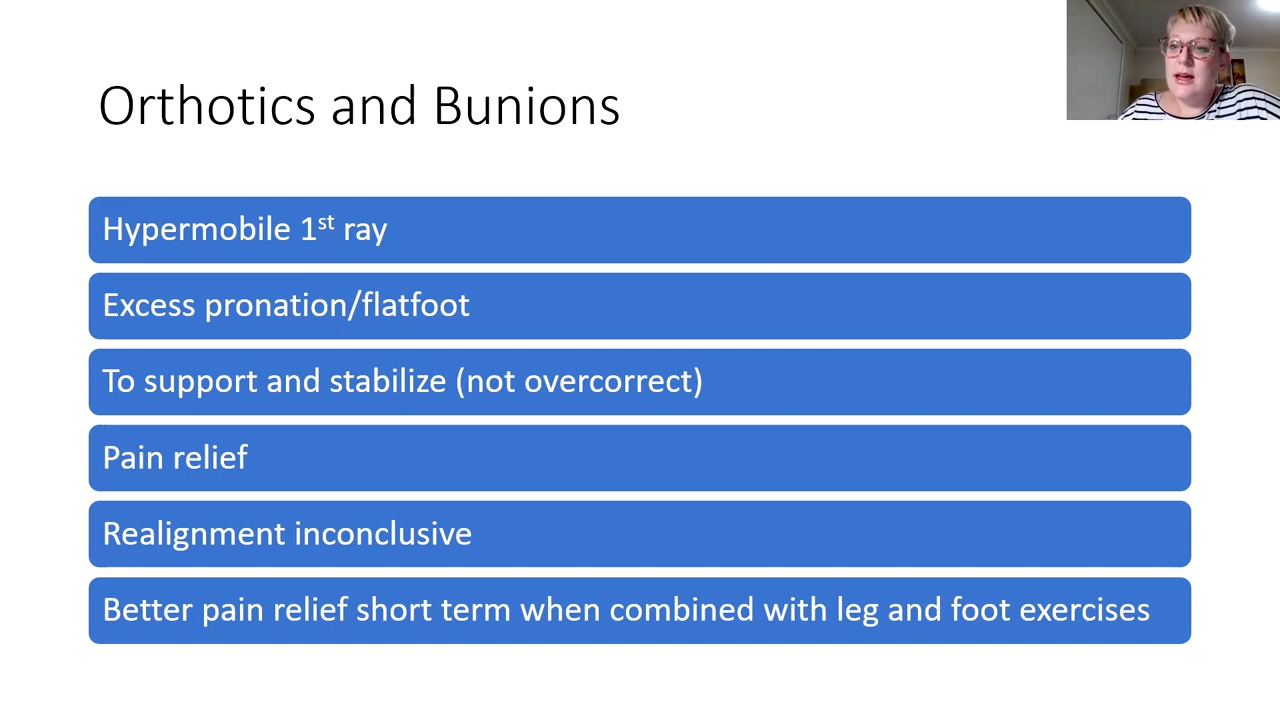 Orthotics and Bunions
Hypermobile 1st ray
Excess pronation/flatfoot
To support and stabilize (not overcorrect)
Pain relief
Realignment inconclusive
Better pain relief short term when combined with leg and foot exercises